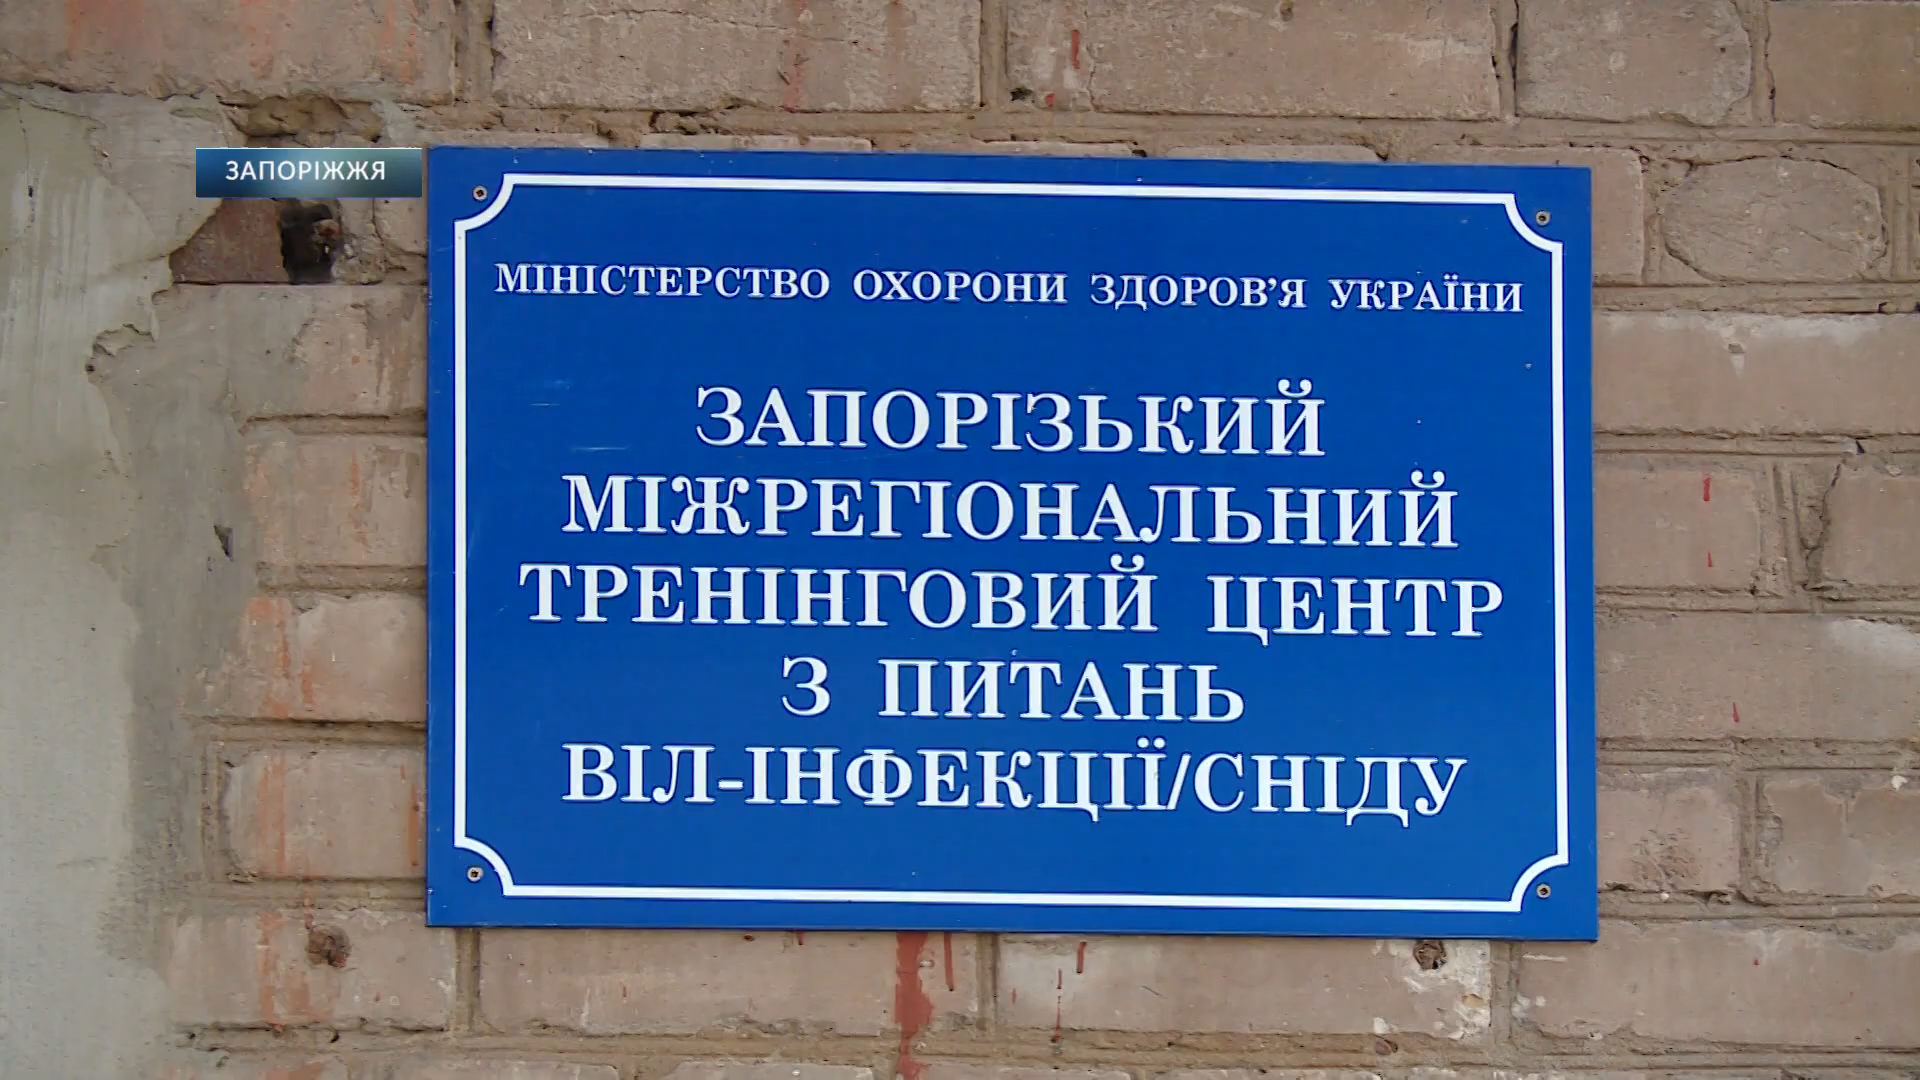 ЗАПОРІЖЖЯ
МІНІСТЕРСТВО ОХОРОНИ ЗДОРОВ'Я УКРАЇНИ
ЗАПОРІЗЬКИЙ
МІЖРЕГІОНАЛЬНИЙ
ТРЕНІНГОВИЙ ЦЕНТР
З ПИТАНЬ
ВІЛ-ІНФЕКЦІЇ/СНІДУ